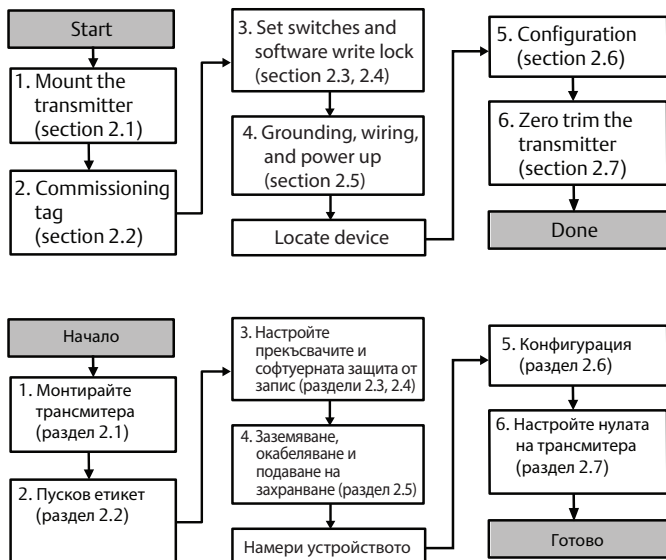 Start
1. Mount the
transmitter
(section 2.1)
2. Commissioning
tag
(section 2.2)
3. Set switches and
software write lock
(section 2.3, 2.4)
4. Grounding, wiring,
and power up
(section 2.5)
Locate device
5. Configuration
(section 2.6)
6. Zero trim the
transmitter
(section 2.7)
Done
Начало
1. Монтирайте
трансмитера
(раздел 2.1)
2. Пусков етикет
(раздел 2.2)
3. Настройте
прекъсвачите и
софтуерната защита от
запис (раздели 2.3, 2.4)
4. Заземяване,
окабеляване и
подаване на
захранване (раздел 2.5)
Намери устройството
5. Конфигурация
(раздел 2.6)
6. Настройте нулата
на трансмитера
(раздел 2.7)
Готово